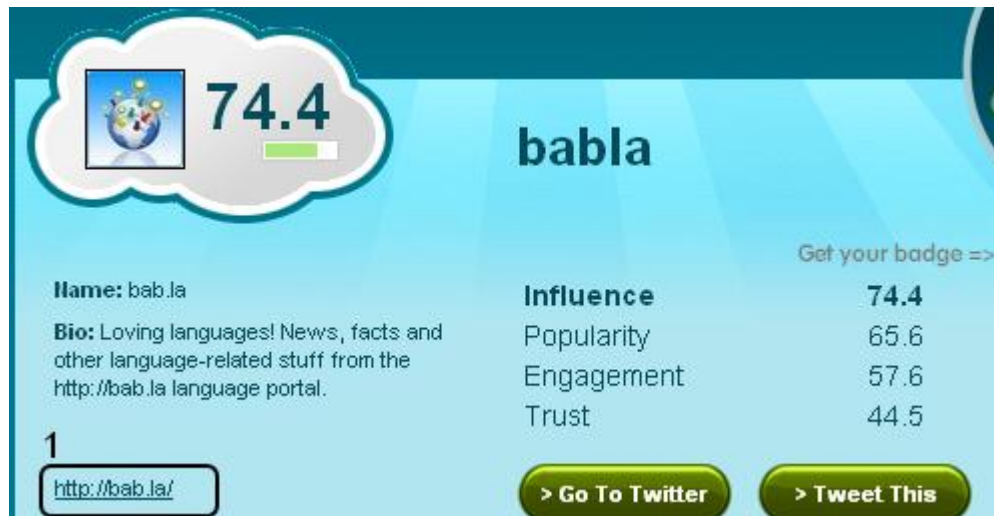 74.4
babla
Get your badge =>
Name: bab.la
Bio: Loving languages! News, facts and
other language-related stuff from the
http://bab.la language portal.
1
http://bab.la/
Influence 74.4
Popularity 65.6
Engagement 57.6
Trust 44.5
> Go To Twitter
> Tweet This